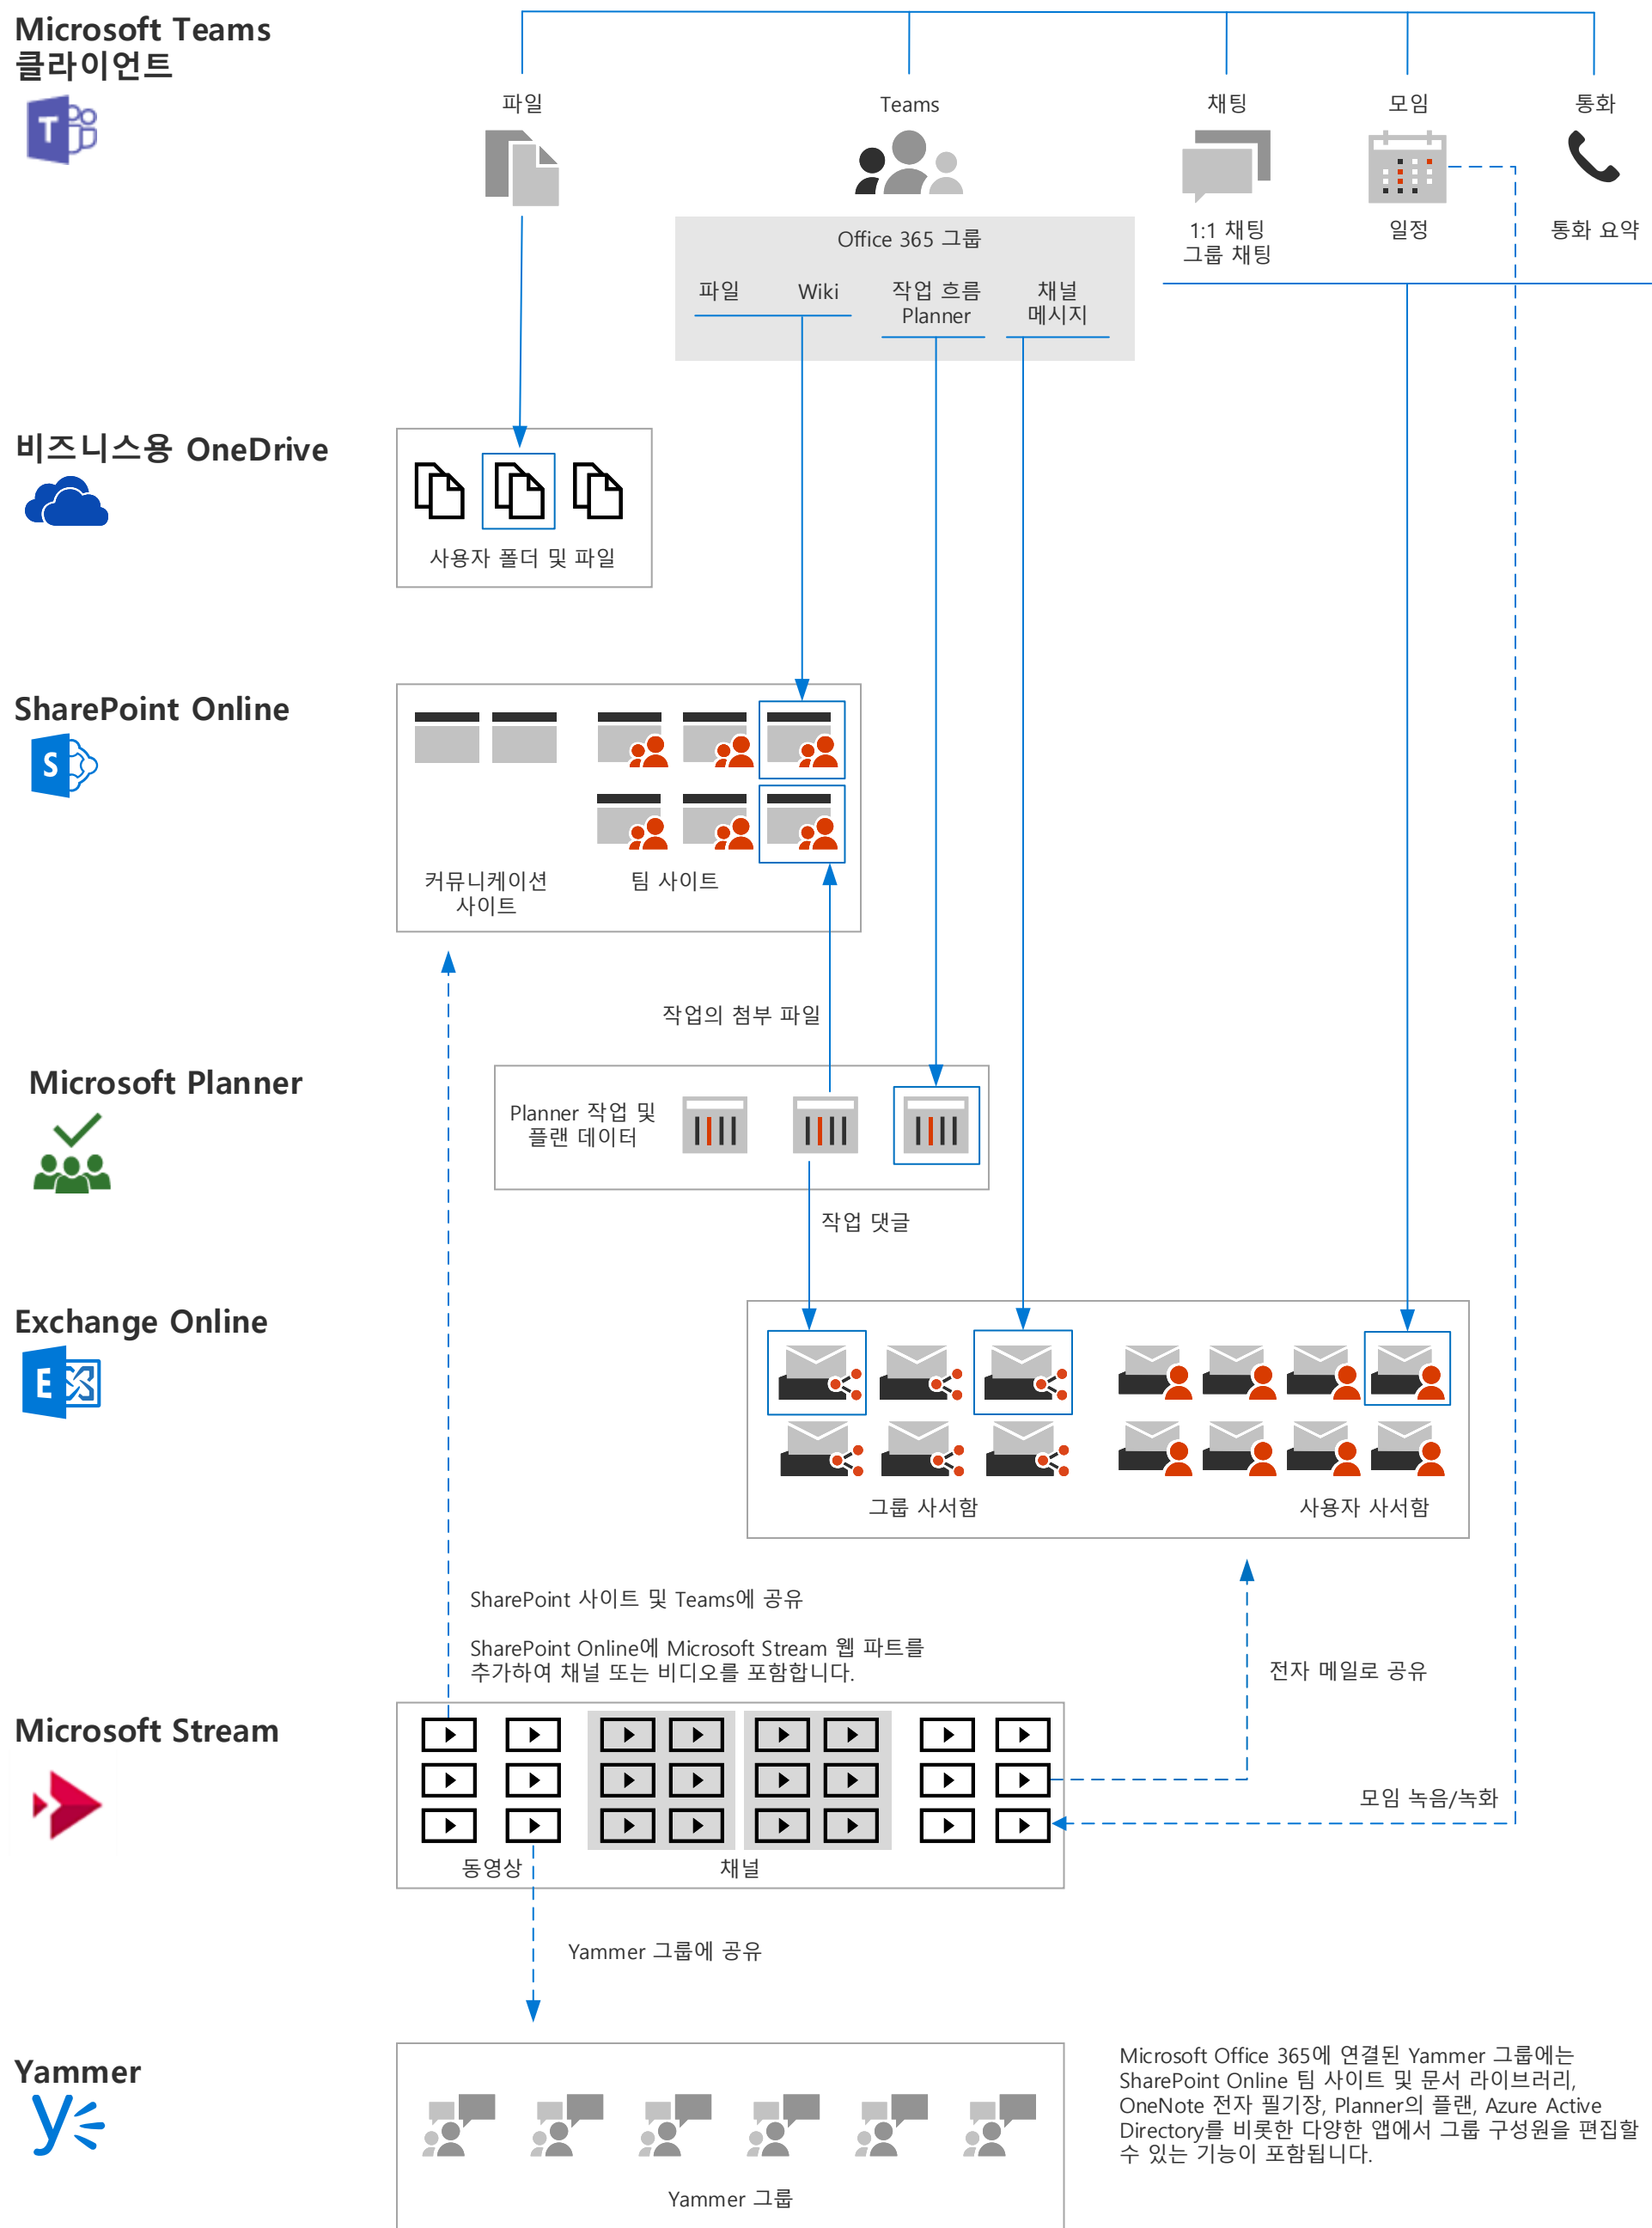 Microsoft Teams
클라이언트
파일
Teams
채팅
모임
통화
T
1:1 채팅
그룹 채팅
일정
통화 요약
Office 365 그룹
파일
Wiki
작업 흐름
Planner
채널
메시지
비즈니스용 OneDrive
사용자 폴더 및 파일
SharePoint Online
S
커뮤니케이션
사이트
팀 사이트
작업의 첨부 파일
Microsoft Planner
Planner 작업 및
플랜 데이터
작업 댓글
Exchange Online
E
그룹 사서함
사용자 사서함
SharePoint 사이트 및 Teams에 공유
SharePoint Online에 Microsoft Stream 웹 파트를
추가하여 채널 또는 비디오를 포함합니다.
전자 메일로 공유
Microsoft Stream
모임 녹음/녹화
동영상
채널
Yammer 그룹에 공유
Yammer
Microsoft Office 365에 연결된 Yammer 그룹에는
SharePoint Online 팀 사이트 및 문서 라이브러리,
OneNote 전자 필기장, Planner의 플랜, Azure Active
Directory를 비롯한 다양한 앱에서 그룹 구성원을 편집할
수 있는 기능이 포함됩니다.
Yammer 그룹